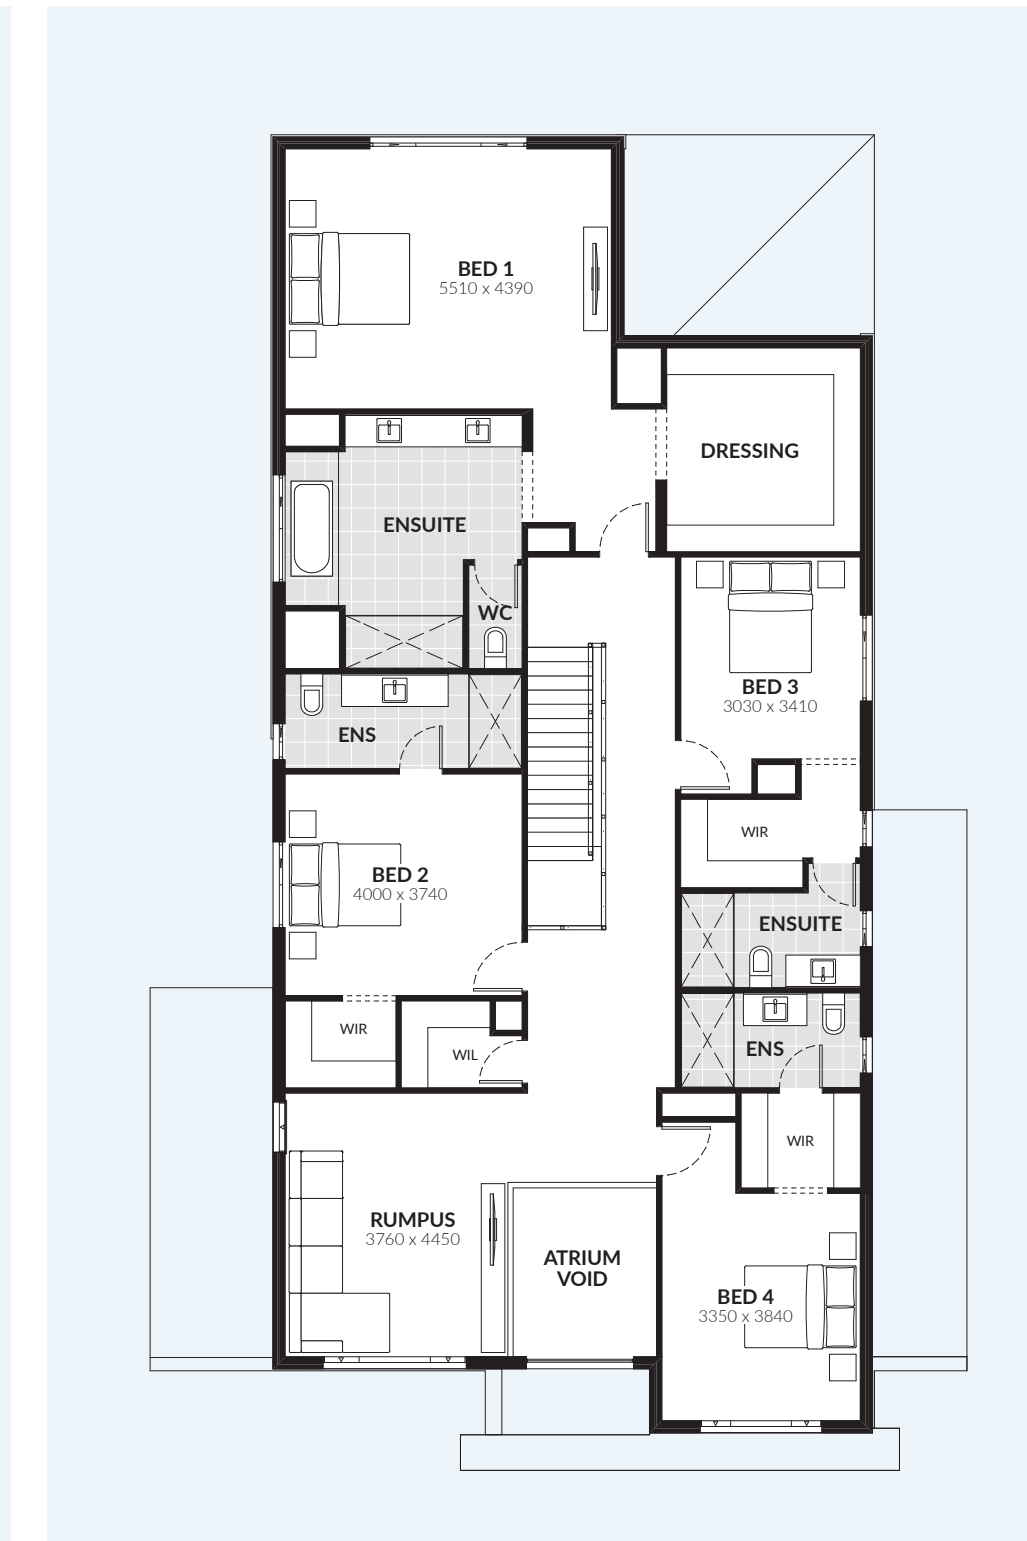 BED 1
5510 x 4390
DRESSING
ENSUITE
WC
BED 3
3030 x 3410
ENS
WIR
BED 2
4000 x 3740
ENSUITE
WIR
WIL
ENS
WIR
RUMPUS
3760 x 4450
ATRIUM
VOID
BED 4
3350 x 3840